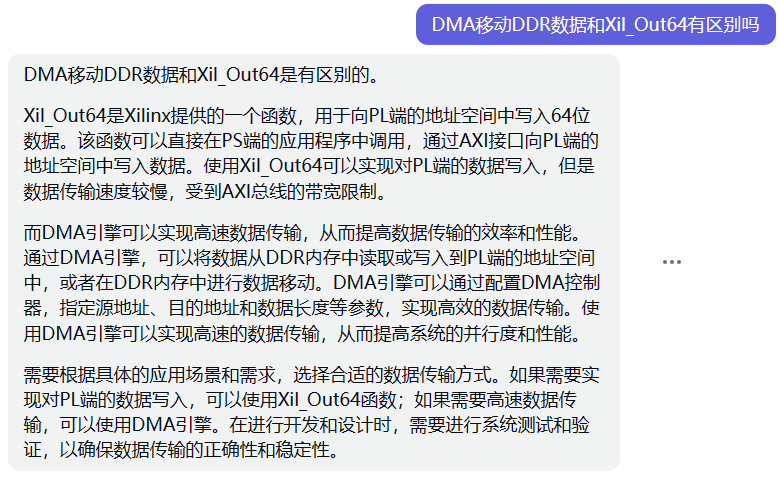 DMA移动DDR数据和Xil_Out64有区别吗
DMA移动DDR数据和Xil_Out64是有区别的。
Xil_Out64是Xilinx提供的一个函数，用于向PL端的地址空间中写入64位
数据。该函数可以直接在PS端的应用程序中调用，通过AXI接口向PL端的
地址空间中写入数据。使用Xil_Out64可以实现对PL端的数据写入，但是
数据传输速度较慢，受到AXI总线的带宽限制。
而DMA引擎可以实现高速数据传输，从而提高数据传输的效率和性能。
通过DMA引擎，可以将数据从DDR内存中读取或写入到PL端的地址空间
中，或者在DDR内存中进行数据移动。DMA引擎可以通过配置DMA控制
器，指定源地址、目的地址和数据长度等参数，实现高效的数据传输。使
用DMA引擎可以实现高速的数据传输，从而提高系统的并行度和性能。
需要根据具体的应用场景和需求，选择合适的数据传输方式。如果需要实
现对PL端的数据写入，可以使用Xil_Out64函数；如果需要高速数据传
输，可以使用DMA引擎。在进行开发和设计时，需要进行系统测试和验
证，以确保数据传输的正确性和稳定性。